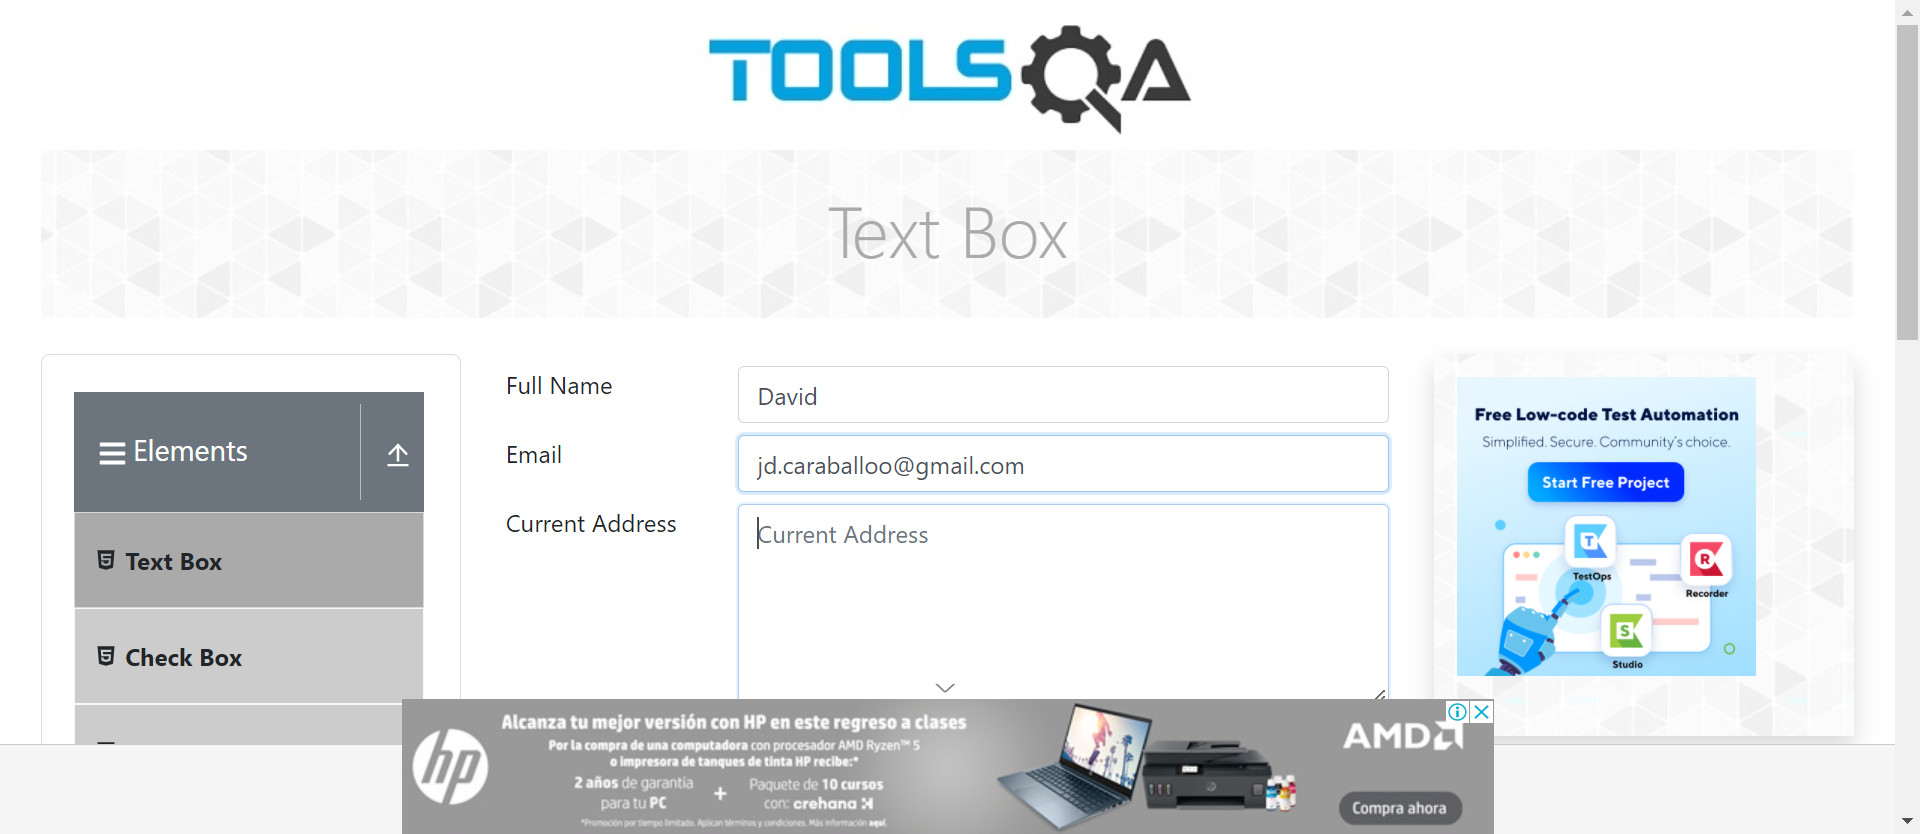 TOOLSQA
Text Box
Elements
Text Box
Check Box
Full Name
David
Email
jd.caraballoo@gmail.com
Current Address
Current Address
Free Low-code Test Automation
Simplified. Secure. Community's choice.
Start Free Project
TestOps
Recorder
Studio
hp
Alcanza tu mejor versión con HP en este regreso a clases
Por la compra de una computadora con procesador AMD Ryzen™ 5
o impresora de tanques de tinta HP recibe:*
2 años de garantía
para tu PC
+
Paquete de 10 cursos
con: crehana
*Promoción por tiempo limitado. Aplican términos y condiciones. Más información aquí.
AMD
Compra ahora